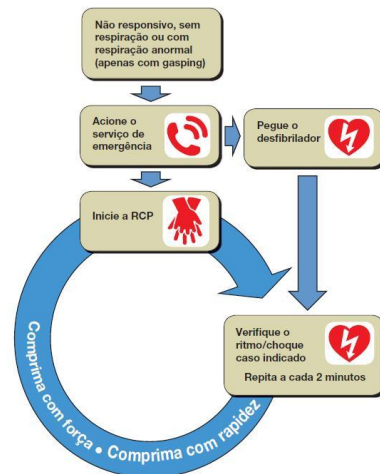 Não responsivo, sem
respiração ou com
respiração anormal
(apenas com gasping)
Acione o
serviço de
emergência
Pegue o
desfibrilador
Inicie a RCP
Verifique o
ritmo/choque
caso indicado
Repita a cada 2 minutos
Comprima com força • Comprima com rapidez